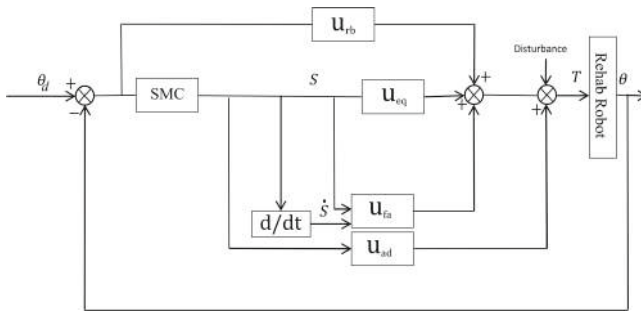 u_rb
Disturbance
θ_d
+
−
SMC
S
u_eq
+
+
+
T
Rehab Robot
θ
d/dt
Ṡ
u_fa
u_ad